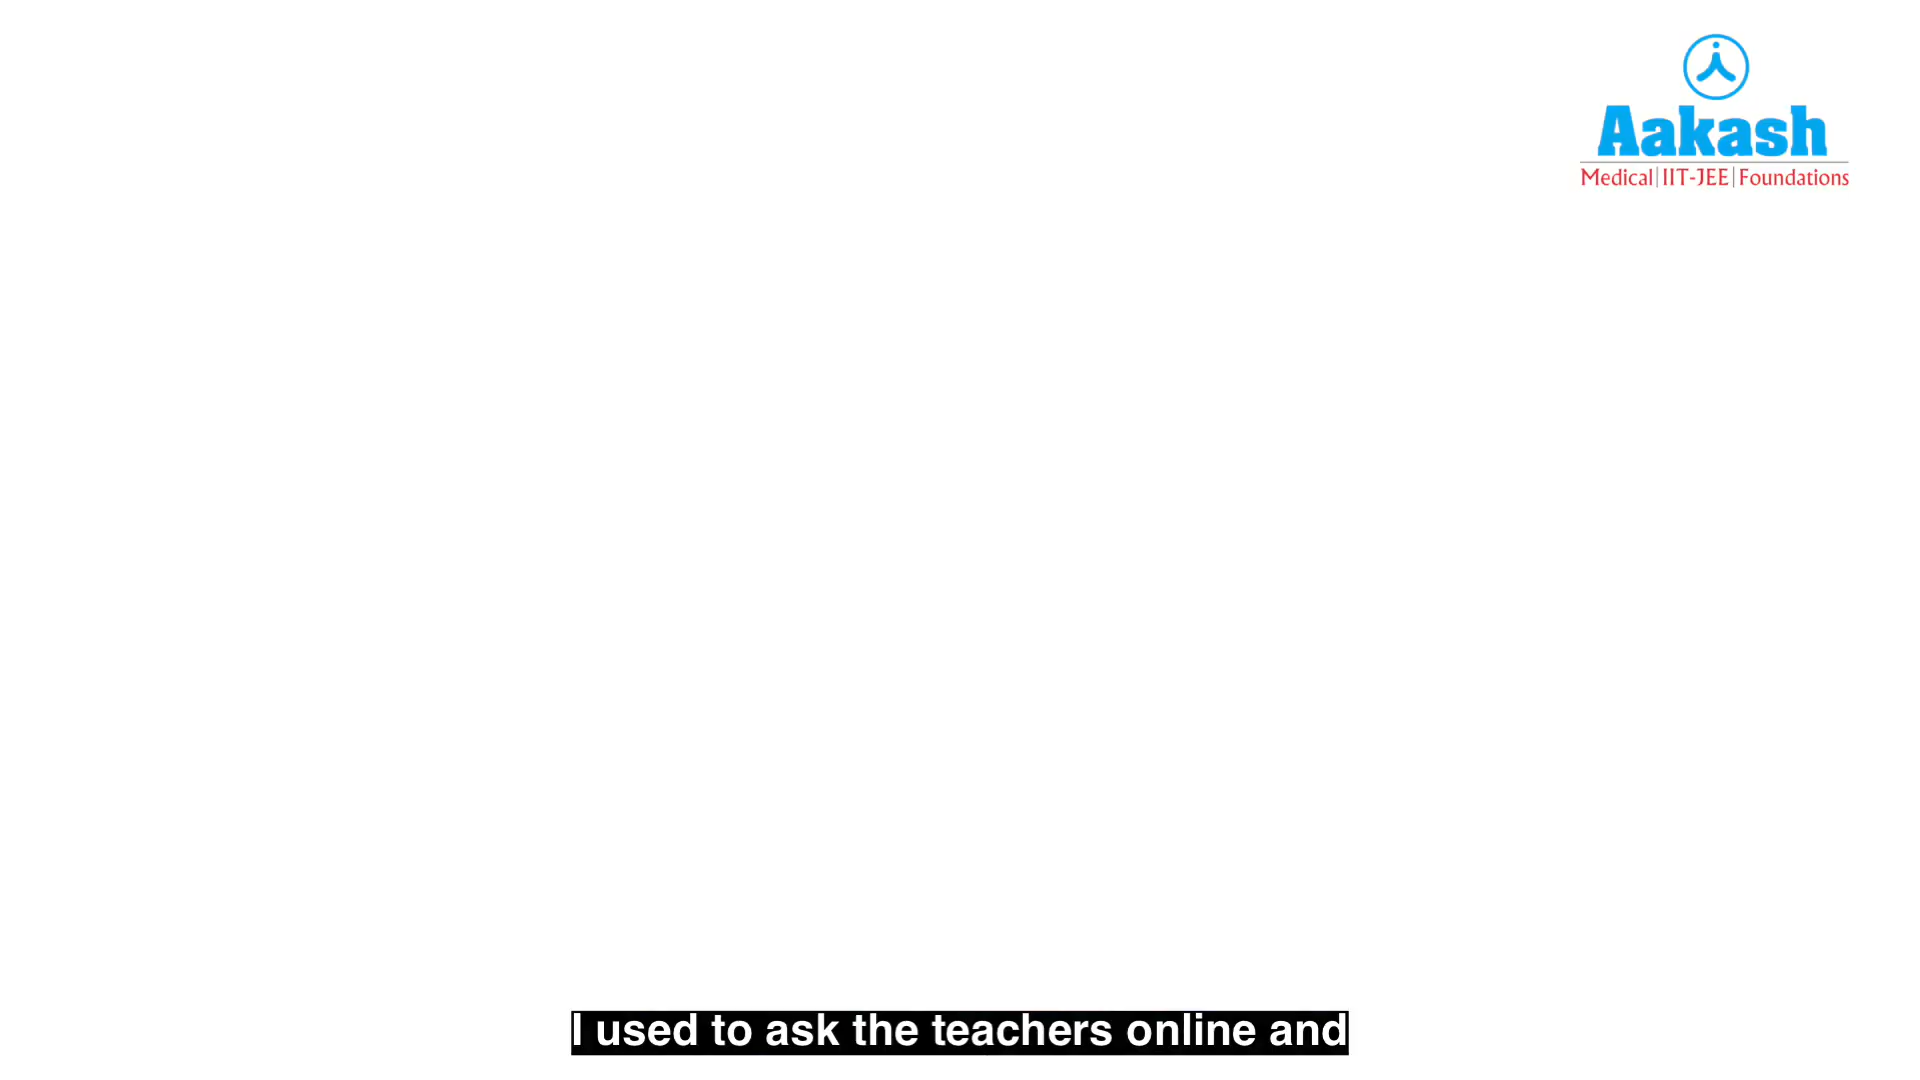 Aakash
Medical|IIT-JEE|Foundations
I used to ask the teachers online and